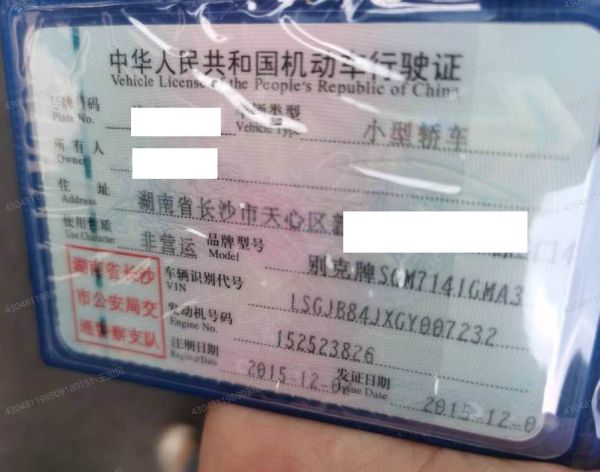 中华人民共和国机动车行驶证
Vehicle License of the People's Republic of China
号牌号码 车辆类型 小型轿车
Plate No. Vehicle Type
所有人
Owner
住址 湖南省长沙市天心区
Address
使用性质 非营运 品牌型号 别克牌SGM7141GMA3
Use Character Model
湖南省长沙
市公安局交
通警察支队
车辆识别代号 LSGJB84JXGY007232
VIN
发动机号码 152523826
Engine No.
注册日期 2015-12-0 发证日期 2015-12-0
Register Date Issue Date